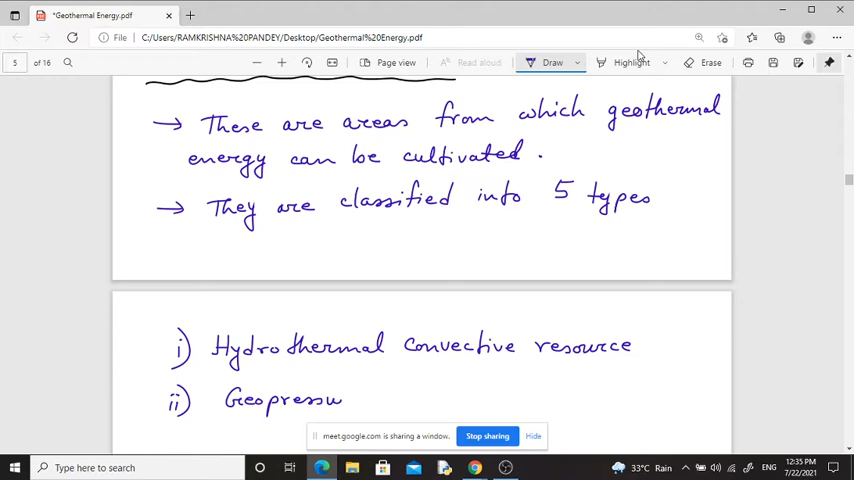 *Geothermal Energy.pdf
File C:/Users/RAMKRISHNA%20PANDEY/Desktop/Geothermal%20Energy.pdf
5 of 16 Page view Read aloud Draw Highlight Erase
→ These are areas from which geothermal
energy can be cultivated.
→ They are classified into 5 types
i) Hydrothermal convective resource
ii) Geopressu
meet.google.com is sharing a window. Stop sharing Hide
Type here to search 33°C Rain ENG 12:35 PM
7/22/2021